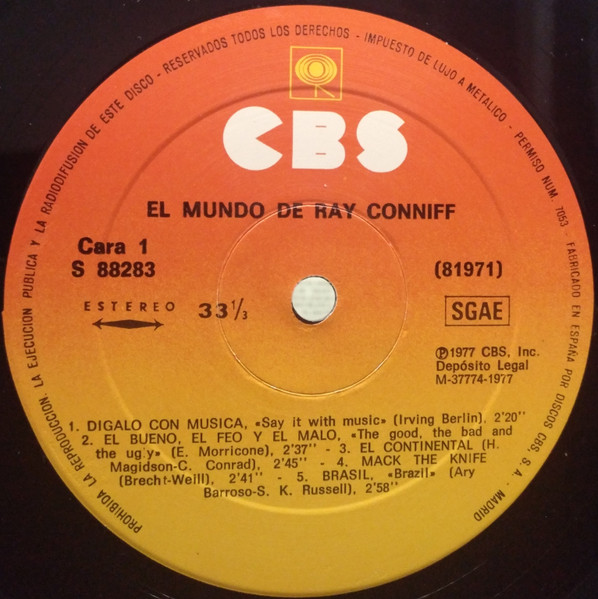 PROHIBIDA LA REPRODUCCION, LA EJECUCION PUBLICA Y LA RADIODIFUSION DE ESTE DISCO - RESERVADOS TODOS LOS DERECHOS - IMPUESTO DE LUJO A METALICO - PERMISO NUM. 7053 - FABRICADO EN ESPAÑA POR DISCOS CBS, S. A. - MADRID
CBS
EL MUNDO DE RAY CONNIFF
Cara 1
S 88283
(81971)
ESTEREO 33 1/3
SGAE
Ⓟ1977 CBS, Inc.
Depósito Legal
M-37774-1977
1. DIGALO CON MUSICA, «Say it with music» (Irving Berlin), 2'20''
- 2. EL BUENO, EL FEO Y EL MALO, «The good, the bad and
the ugly» (E. Morricone), 2'37'' - 3. EL CONTINENTAL (H.
Magidson-C. Conrad), 2'45'' - 4. MACK THE KNIFE
(Brecht-Weill), 2'41'' - 5. BRASIL, «Brazil» (Ary
Barroso-S. K. Russell), 2'58''